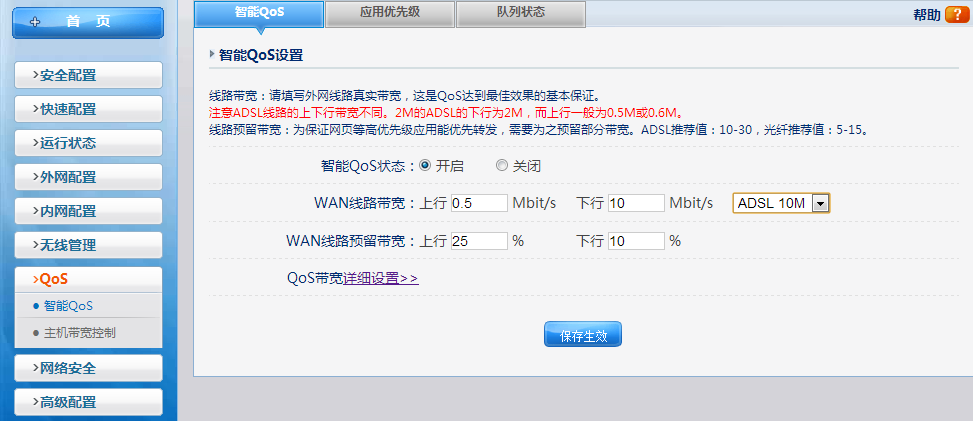 首 页
>安全配置
>快速配置
>运行状态
>外网配置
>内网配置
>无线管理
>QoS
智能QoS
主机带宽控制
>网络安全
>高级配置
智能QoS 应用优先级 队列状态
帮助 ?
智能QoS设置
线路带宽：请填写外网线路真实带宽，这是QoS达到最佳效果的基本保证。
注意ADSL线路的上下行带宽不同。2M的ADSL的下行为2M，而上行一般为0.5M或0.6M。
线路预留带宽：为保证网页等高优先级应用能优先转发，需要为之预留部分带宽。ADSL推荐值：10-30，光纤推荐值：5-15。
智能QoS状态： 开启 关闭
WAN线路带宽：上行 0.5 Mbit/s 下行 10 Mbit/s ADSL 10M
WAN线路预留带宽：上行 25 % 下行 10 %
QoS带宽详细设置>>
保存生效